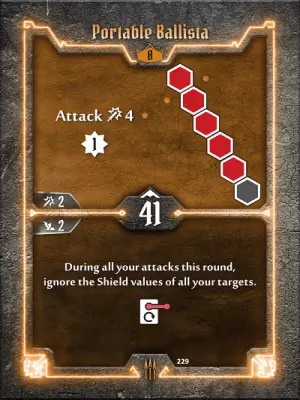 Portable Ballista
8
Attack 4
1
2
41
2
During all your attacks this round,
ignore the Shield values of all your targets.
229